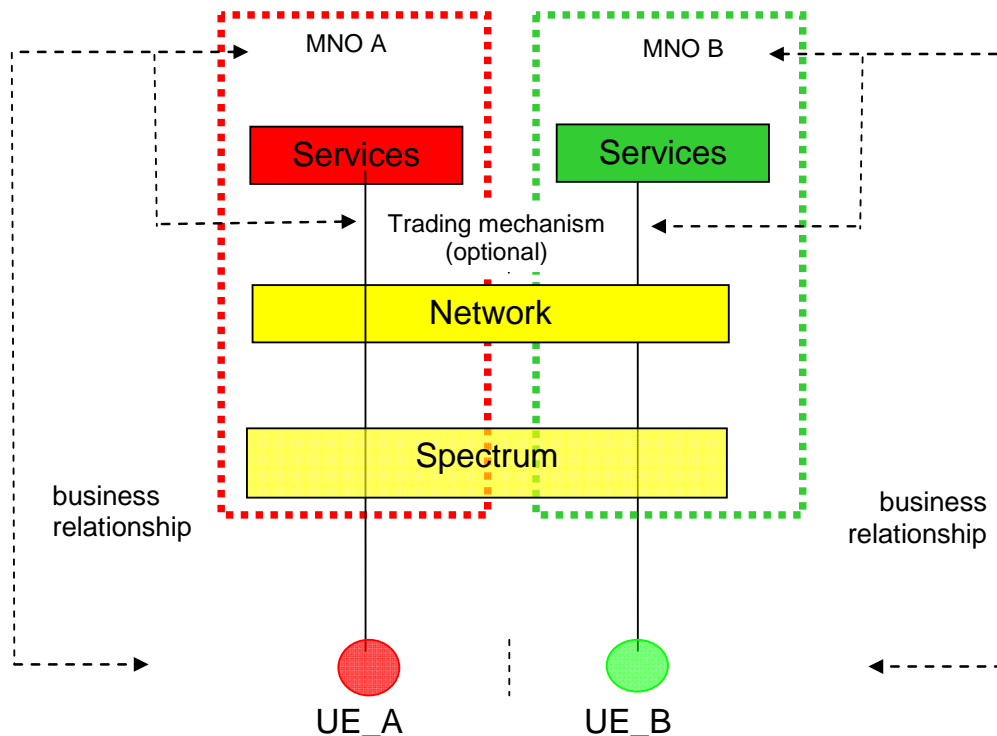 MNO A
MNO B
Services
Services
Trading mechanism
(optional)
Network
Spectrum
business
relationship
business
relationship
UE_A
UE_B